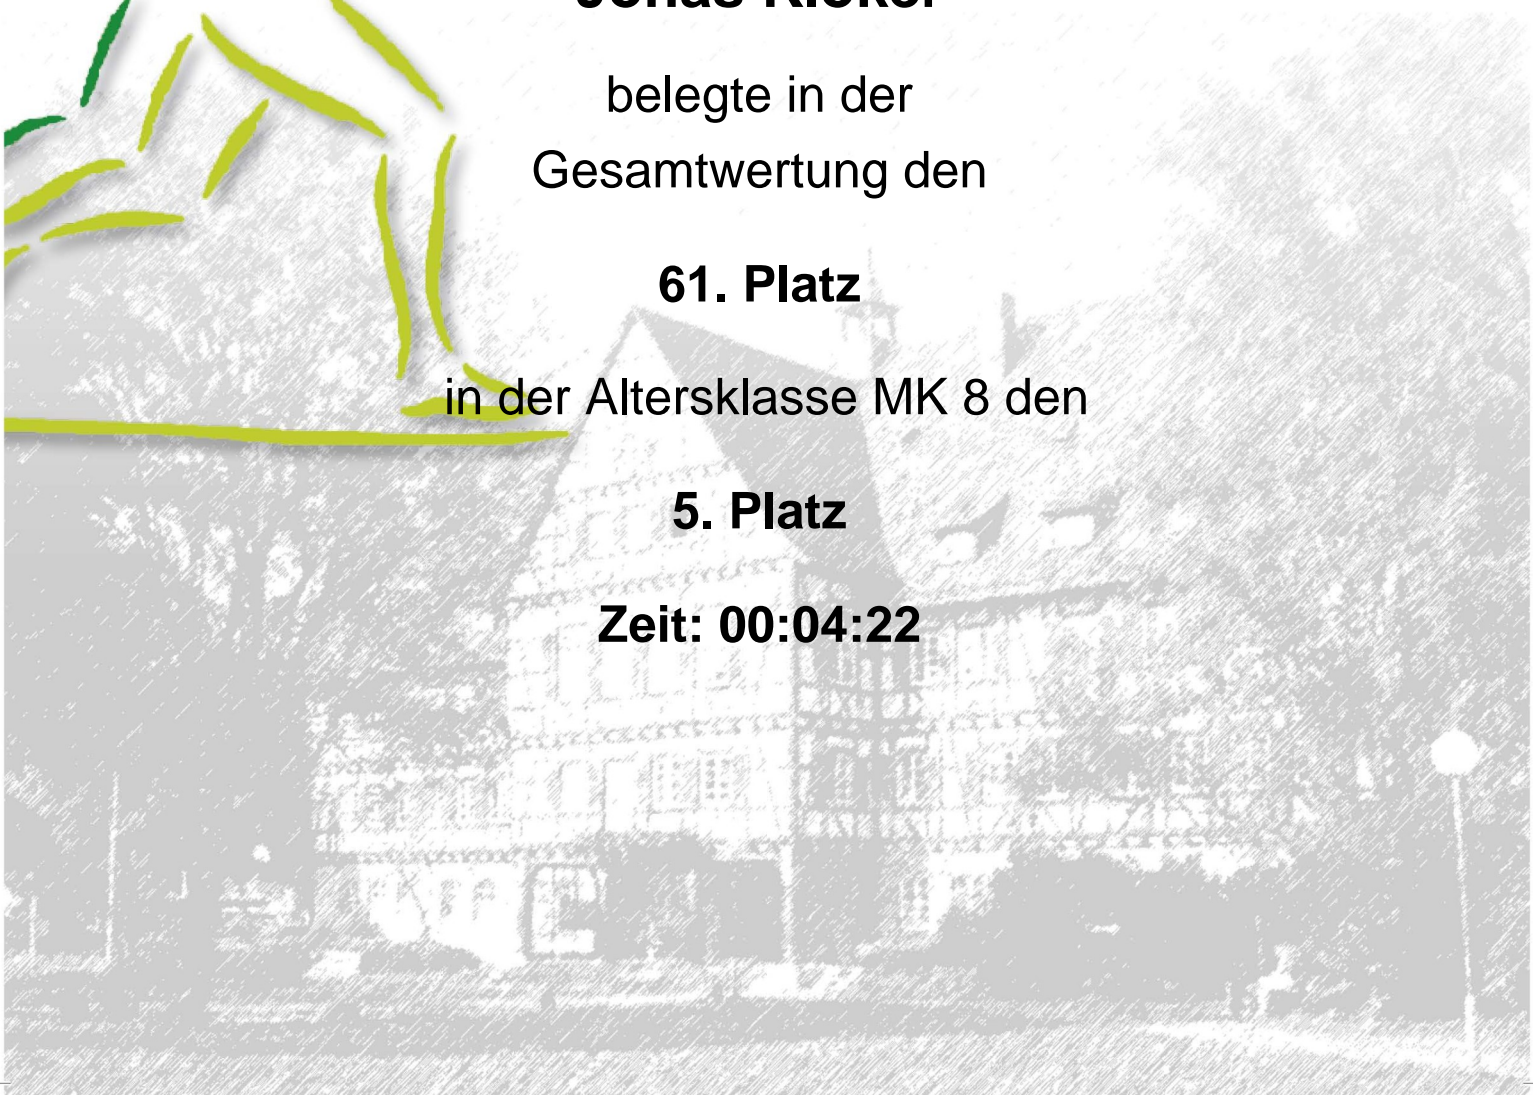 Jonas
belegte in der
Gesamtwertung den
61. Platz
in der Altersklasse MK 8 den
5. Platz
Zeit: 00:04:22